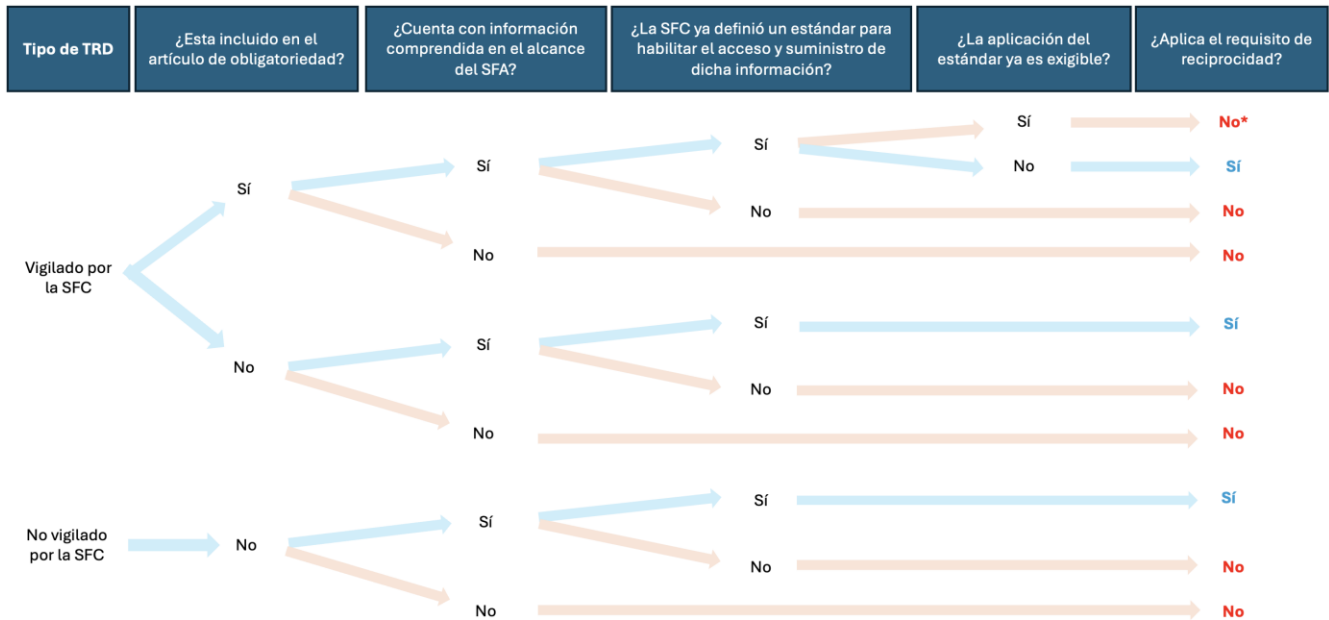 Tipo de TRD
¿Esta incluido en el
artículo de obligatoriedad?
¿Cuenta con información
comprendida en el alcance
del SFA?
¿La SFC ya definió un estándar para
habilitar el acceso y suministro de
dicha información?
¿La aplicación del
estándar ya es exigible?
¿Aplica el requisito de
reciprocidad?
Vigilado por
la SFC
Sí
Sí
Sí
Sí
No*
No
Sí
No
No
No
No
No
Sí
Sí
Sí
No
No
No
No
No vigilado
por la SFC
No
Sí
Sí
Sí
No
No
No
No